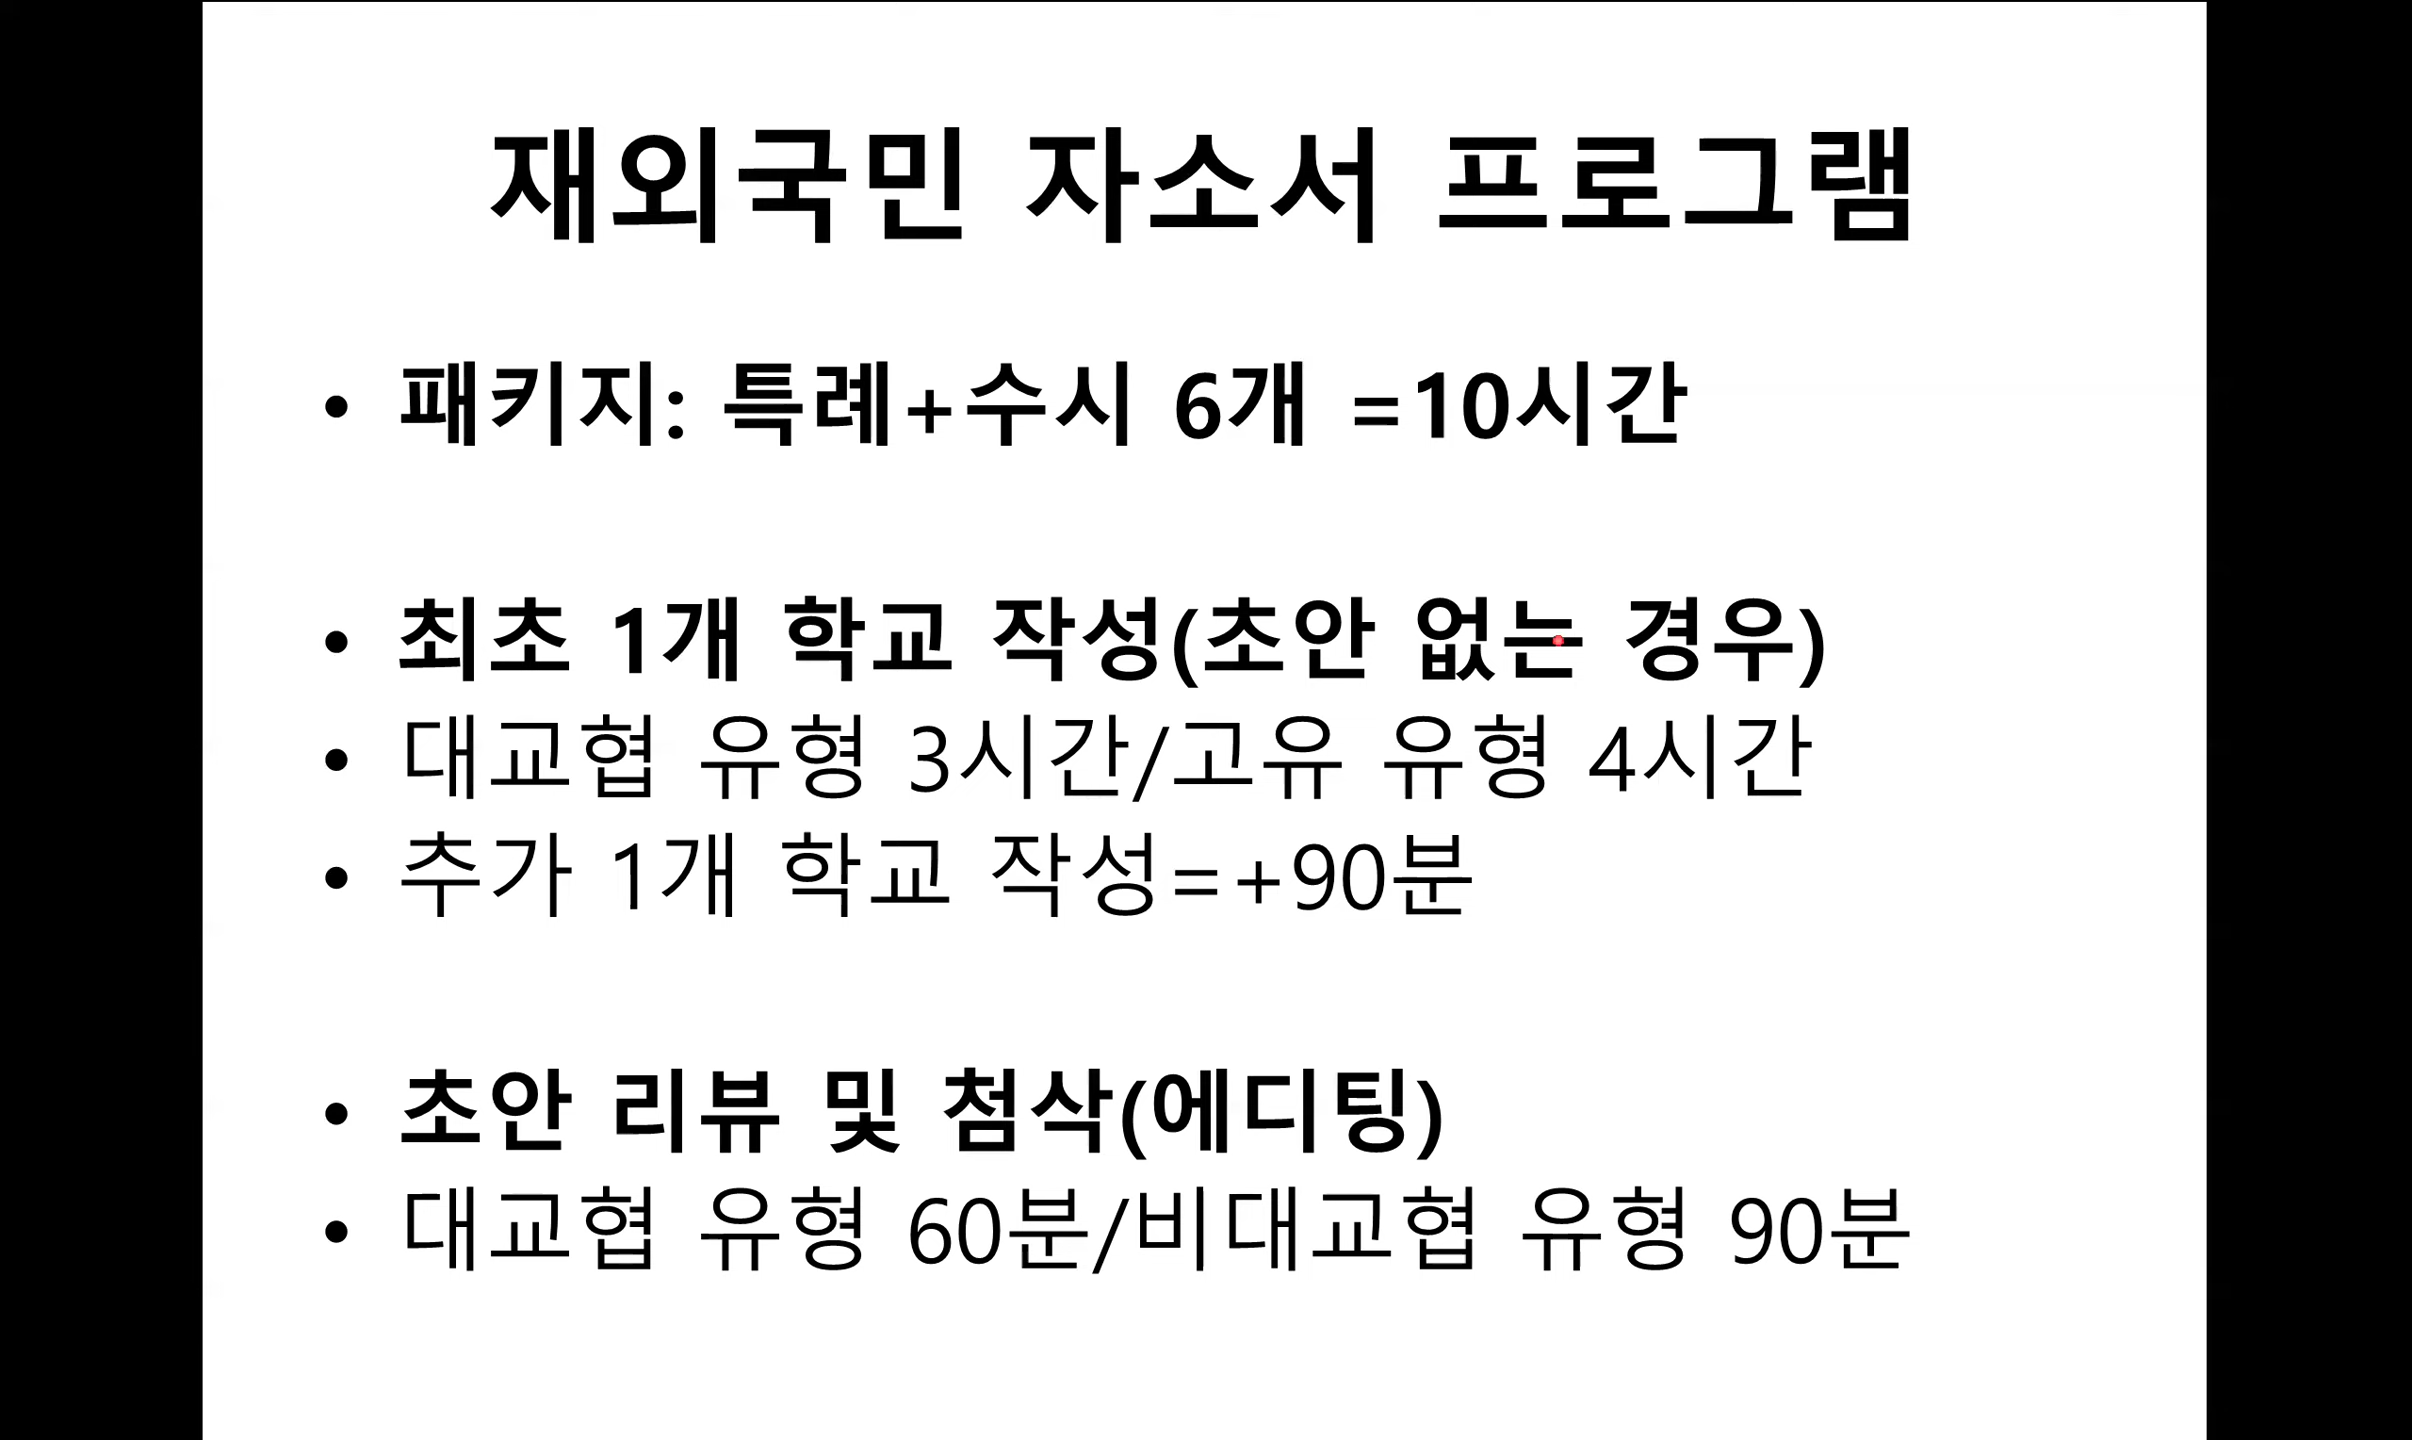 재외국민 자소서 프로그램
• 패키지: 특례+수시 6개 =10시간
• 최초 1개 학교 작성(초안 없는 경우)
• 대교협 유형 3시간/고유 유형 4시간
• 추가 1개 학교 작성=+90분
• 초안 리뷰 및 첨삭(에디팅)
• 대교협 유형 60분/비대교협 유형 90분